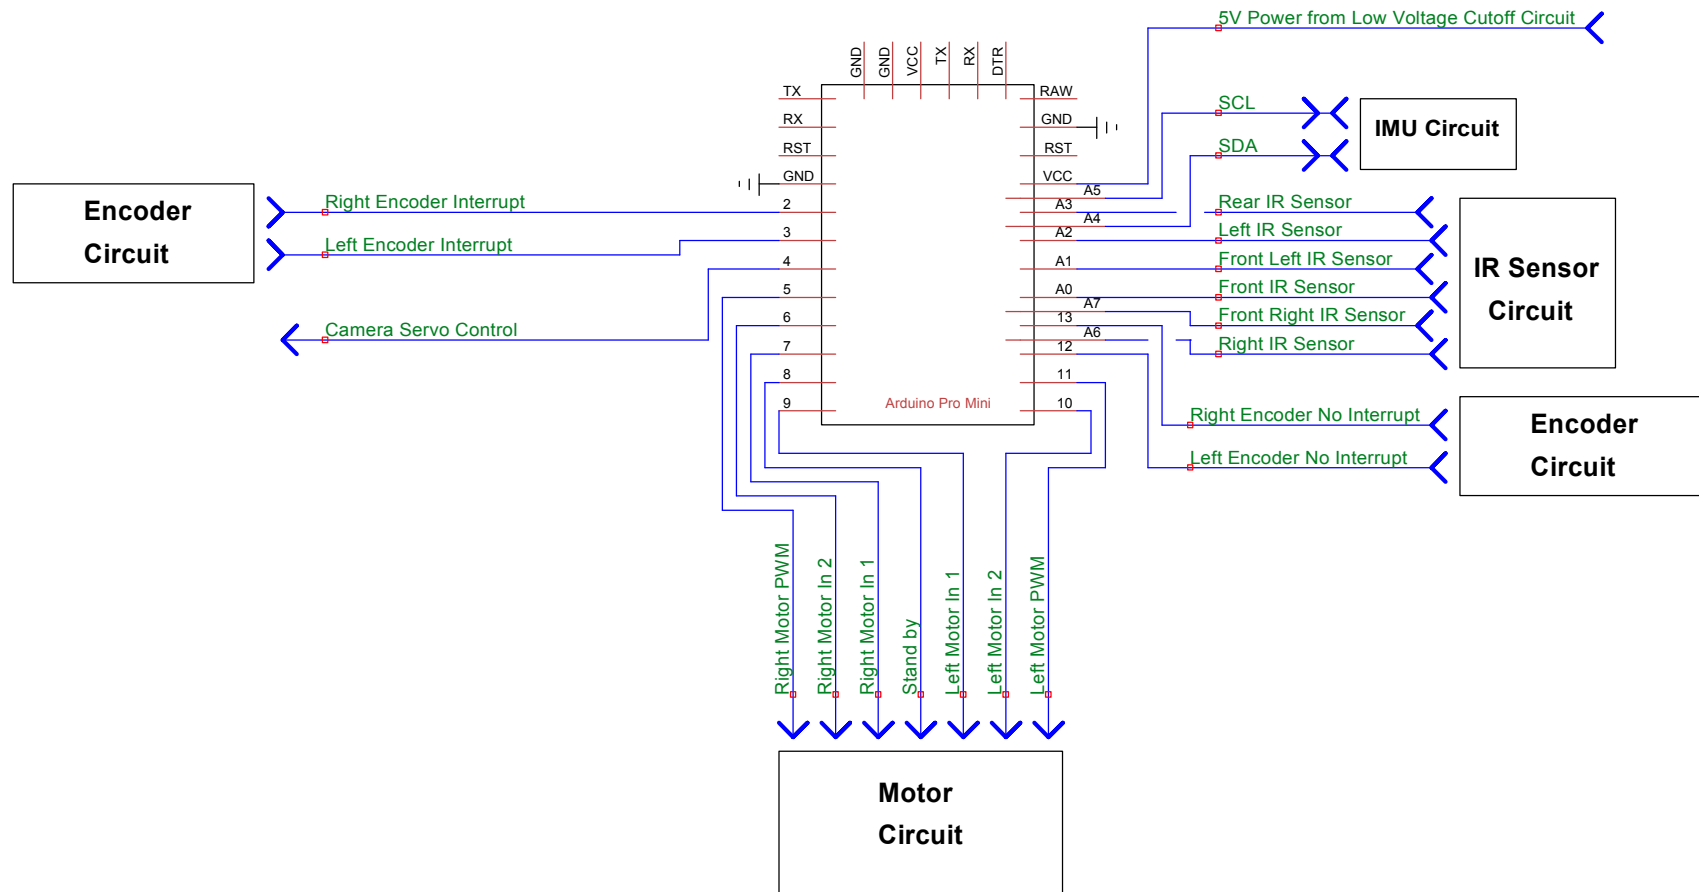 5V Power from Low Voltage Cutoff Circuit
GND
GND
VCC
TX
RX
DTR
TX
RX
RST
GND
2
3
4
5
6
7
8
9
RAW
GND
RST
VCC
A5
A3
A4
A2
A1
A0
A7
13
A6
12
11
10
Arduino Pro Mini
SCL
SDA
IMU Circuit
Encoder
Circuit
Right Encoder Interrupt
Left Encoder Interrupt
Camera Servo Control
Rear IR Sensor
Left IR Sensor
Front Left IR Sensor
Front IR Sensor
Front Right IR Sensor
Right IR Sensor
IR Sensor
Circuit
Right Encoder No Interrupt
Left Encoder No Interrupt
Encoder
Circuit
Right Motor PWM
Right Motor In 2
Right Motor In 1
Stand by
Left Motor In 1
Left Motor In 2
Left Motor PWM
Motor
Circuit